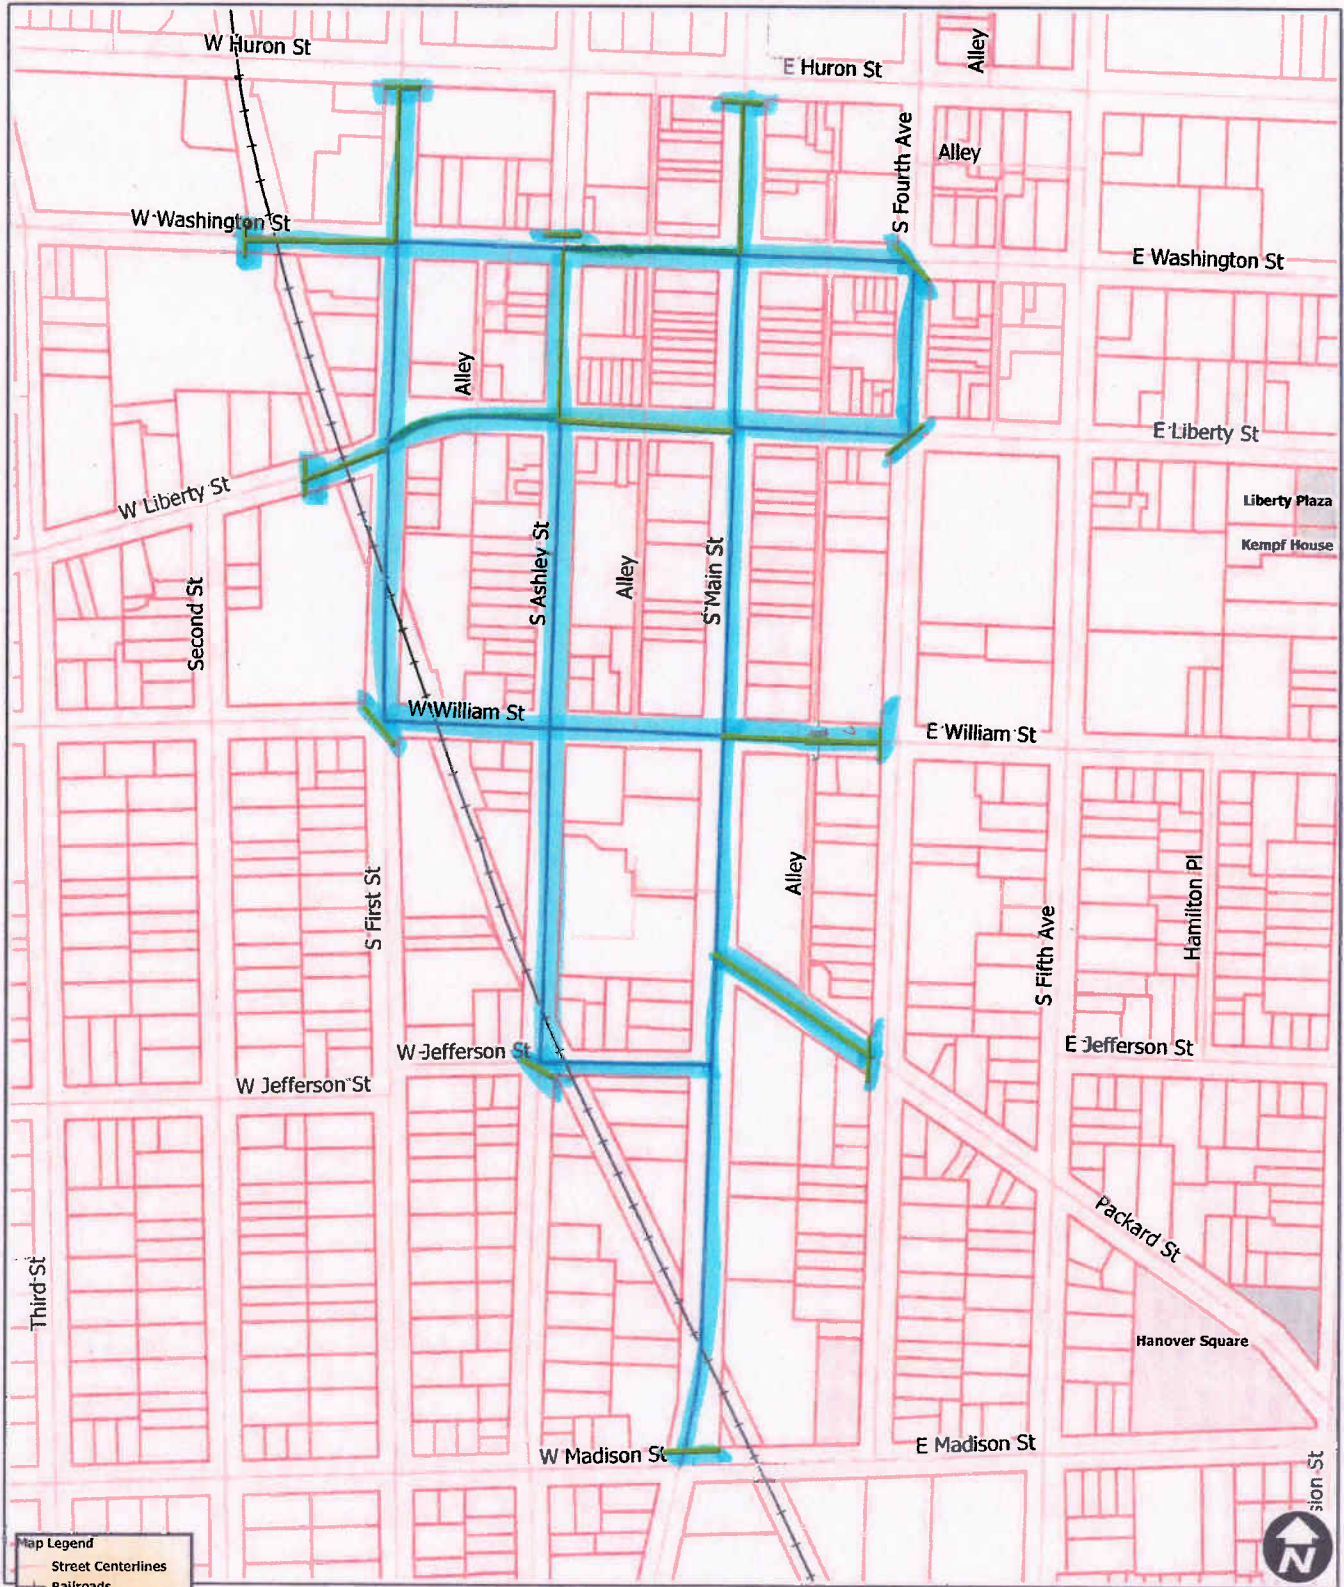 W Huron St
E Huron St
Alley
S Fourth Ave
Alley
W Washington St
E Washington St
Alley
E Liberty St
W Liberty St
Liberty Plaza
Kempf House
S Ashley St
Alley
S Main St
Second St
W William St
E William St
S First St
Alley
Hamilton Pl
S Fifth Ave
W Jefferson St
E Jefferson St
W Jefferson St
Packard St
Third St
Hanover Square
W Madison St
E Madison St
sion St
Map Legend
Street Centerlines
Railroads
N